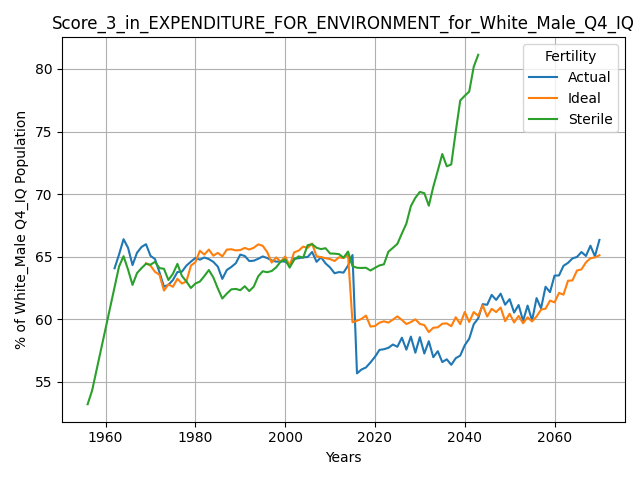 Score_3_in_EXPENDITURE_FOR_ENVIRONMENT_for_White_Male_Q4_IQ
Fertility
Actual
Ideal
Sterile
% of White_Male Q4_IQ Population
80
75
70
65
60
55
1960
1980
2000
2020
2040
2060
Years